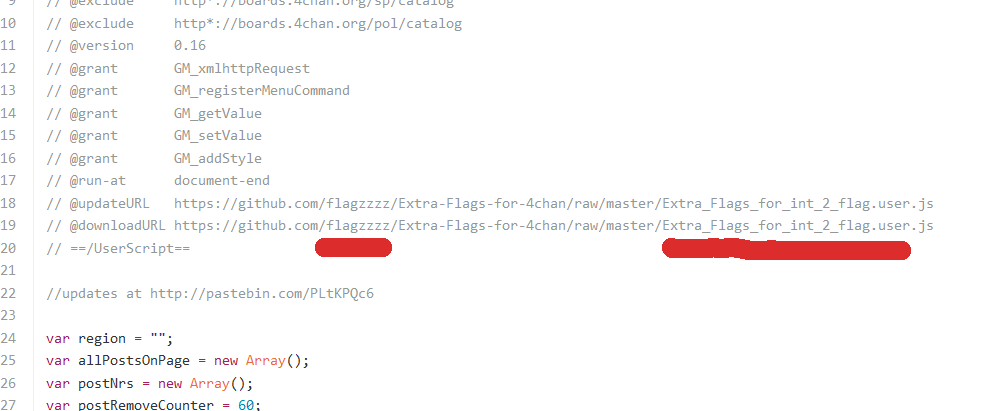 9 // @exclude http*://boards.4chan.org/sp/catalog
10 // @exclude http*://boards.4chan.org/pol/catalog
11 // @version 0.16
12 // @grant GM_xmlhttpRequest
13 // @grant GM_registerMenuCommand
14 // @grant GM_getValue
15 // @grant GM_setValue
16 // @grant GM_addStyle
17 // @run-at document-end
18 // @updateURL https://github.com/flagzzzz/Extra-Flags-for-4chan/raw/master/Extra_Flags_for_int_2_flag.user.js
19 // @downloadURL https://github.com/flagzzzz/Extra-Flags-for-4chan/raw/master/Extra_Flags_for_int_2_flag.user.js
20 // ==/UserScript==
21
22 //updates at http://pastebin.com/PLtKPQc6
23
24 var region = "";
25 var allPostsOnPage = new Array();
26 var postNrs = new Array();
27 var postRemoveCounter = 60;